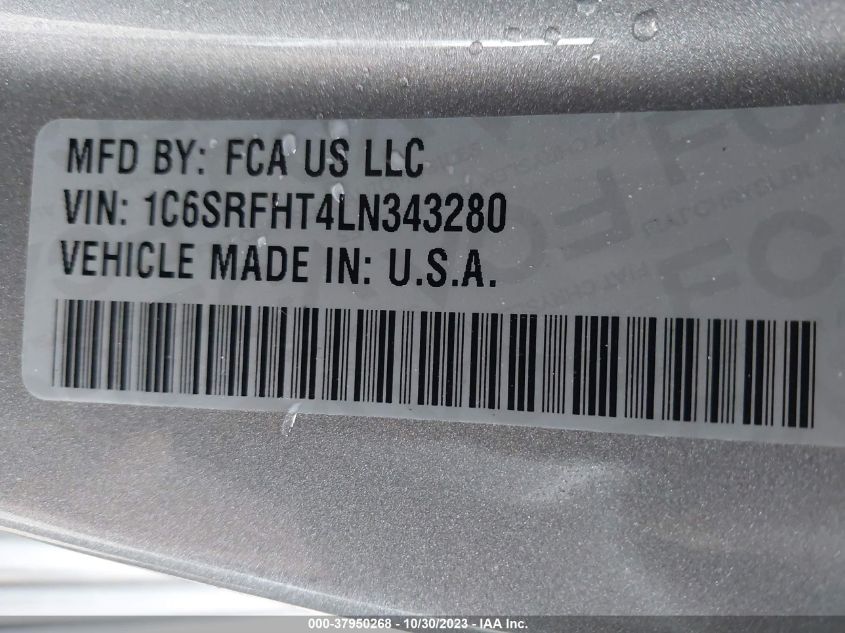 MFD BY: FCA US LLC
VIN: 1C6SRFHT4LN343280
VEHICLE MADE IN: U.S.A.
000-37950268 - 10/30/2023 - IAA Inc.